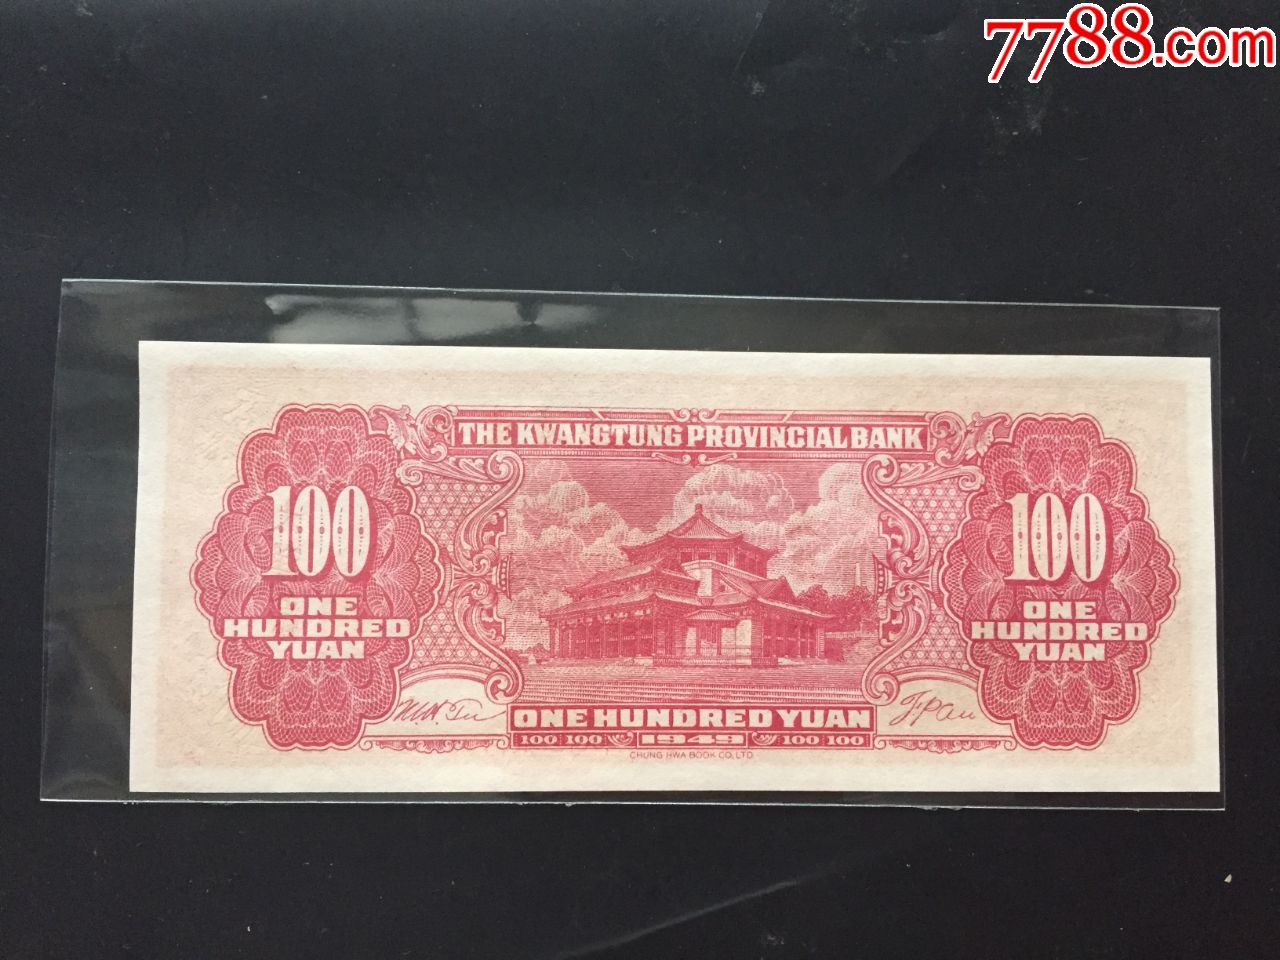 7788.com
THE KWANGTUNG PROVINCIAL BANK
100
ONE
HUNDRED
YUAN
100
ONE
HUNDRED
YUAN
ONE HUNDRED YUAN
100 100 1949 100 100
CHUNG HWA BOOK CO., LTD.